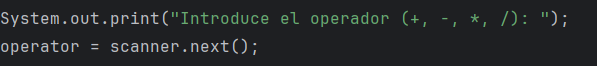 System.out.print("Introduce el operador (+, -, *, /): ");
operator = scanner.next();